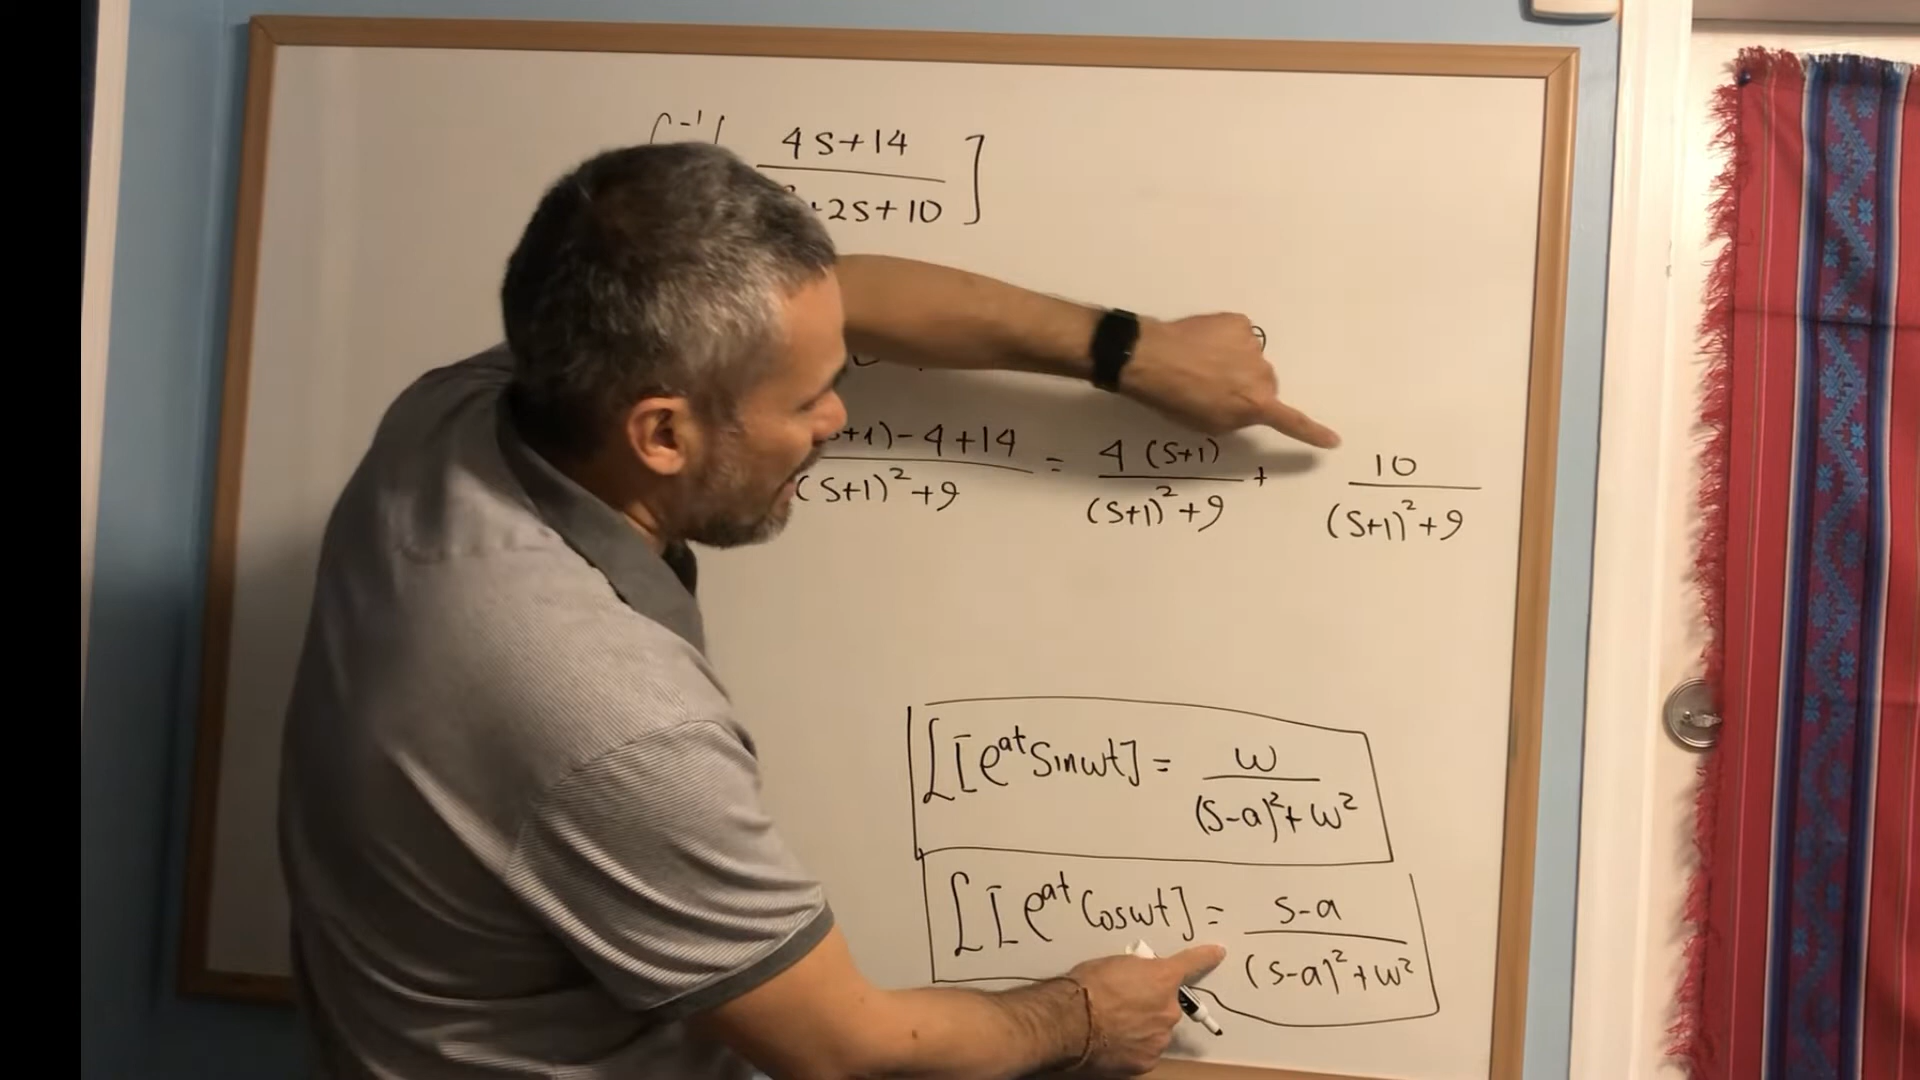 -1 [ 4s+14 / +2s+10 ]
+1)-4+14 / (s+1)²+9 = 4(s+1) / (s+1)²+9 + 10 / (s+1)²+9
ℒ[e^{at} Sinωt] = ω / (s-a)²+ω²
ℒ[e^{at} Cosωt] = s-a / (s-a)²+ω²